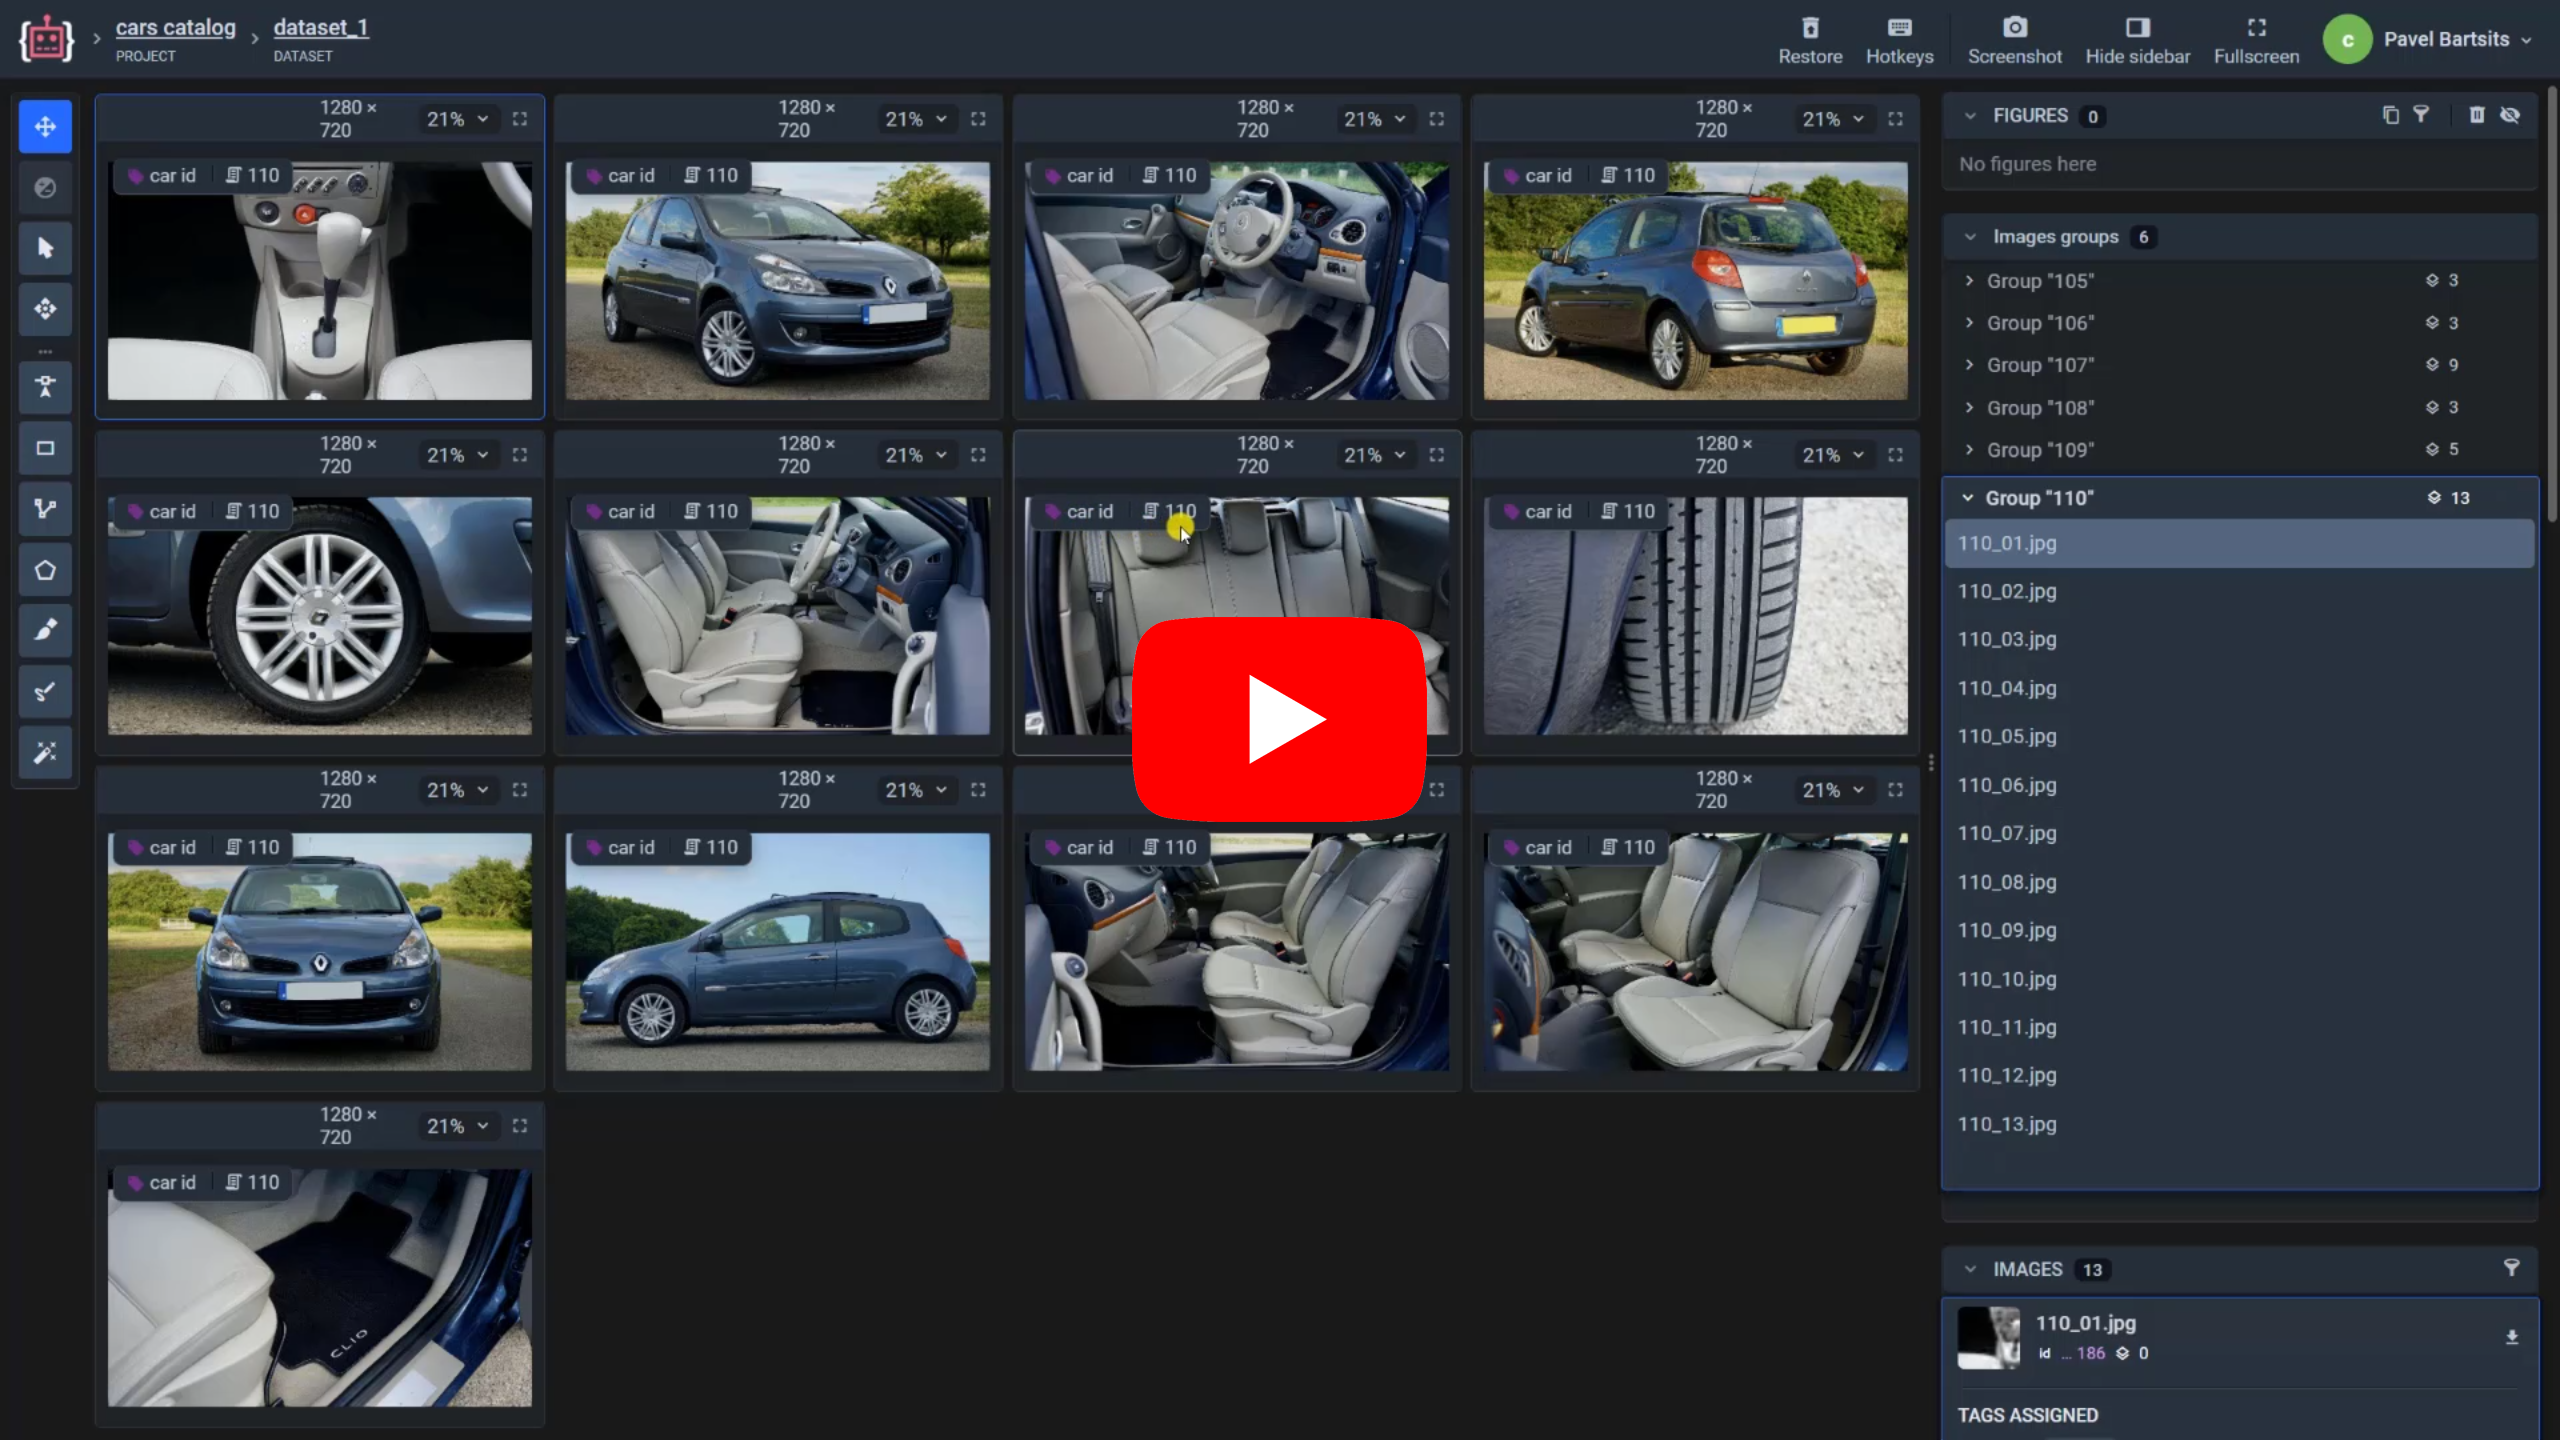 cars catalog
PROJECT
dataset_1
DATASET
Restore
Hotkeys
Screenshot
Hide sidebar
Fullscreen
c
Pavel Bartsits
1280 × 720
21%
car id 110
1280 × 720
21%
car id 110
1280 × 720
21%
car id 110
1280 × 720
21%
car id 110
1280 × 720
21%
car id 110
1280 × 720
21%
car id 110
1280 × 720
21%
car id 110
1280 × 720
21%
car id 110
1280 × 720
21%
car id 110
1280 × 720
21%
car id 110
car id 110
1280 × 720
21%
car id 110
1280 × 720
21%
car id 110
CLIO
FIGURES 0
No figures here
Images groups 6
Group "105" 3
Group "106" 3
Group "107" 9
Group "108" 3
Group "109" 5
Group "110" 13
110_01.jpg
110_02.jpg
110_03.jpg
110_04.jpg
110_05.jpg
110_06.jpg
110_07.jpg
110_08.jpg
110_09.jpg
110_10.jpg
110_11.jpg
110_12.jpg
110_13.jpg
IMAGES 13
110_01.jpg
id ... 186 0
TAGS ASSIGNED